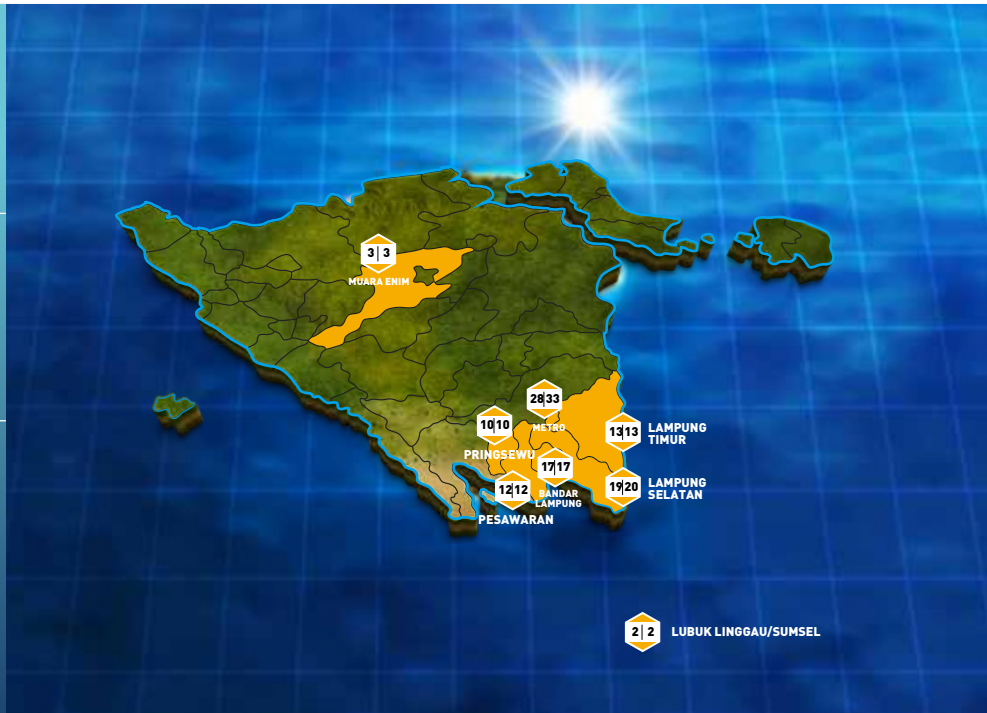 3| 3
MUARA ENIM
28|33
METRO
10|10
PRINGSEWU
13|13
LAMPUNG
TIMUR
17|17
BANDAR
LAMPUNG
12|12
PESAWARAN
19|20
LAMPUNG
SELATAN
2| 2
LUBUK LINGGAU/SUMSEL